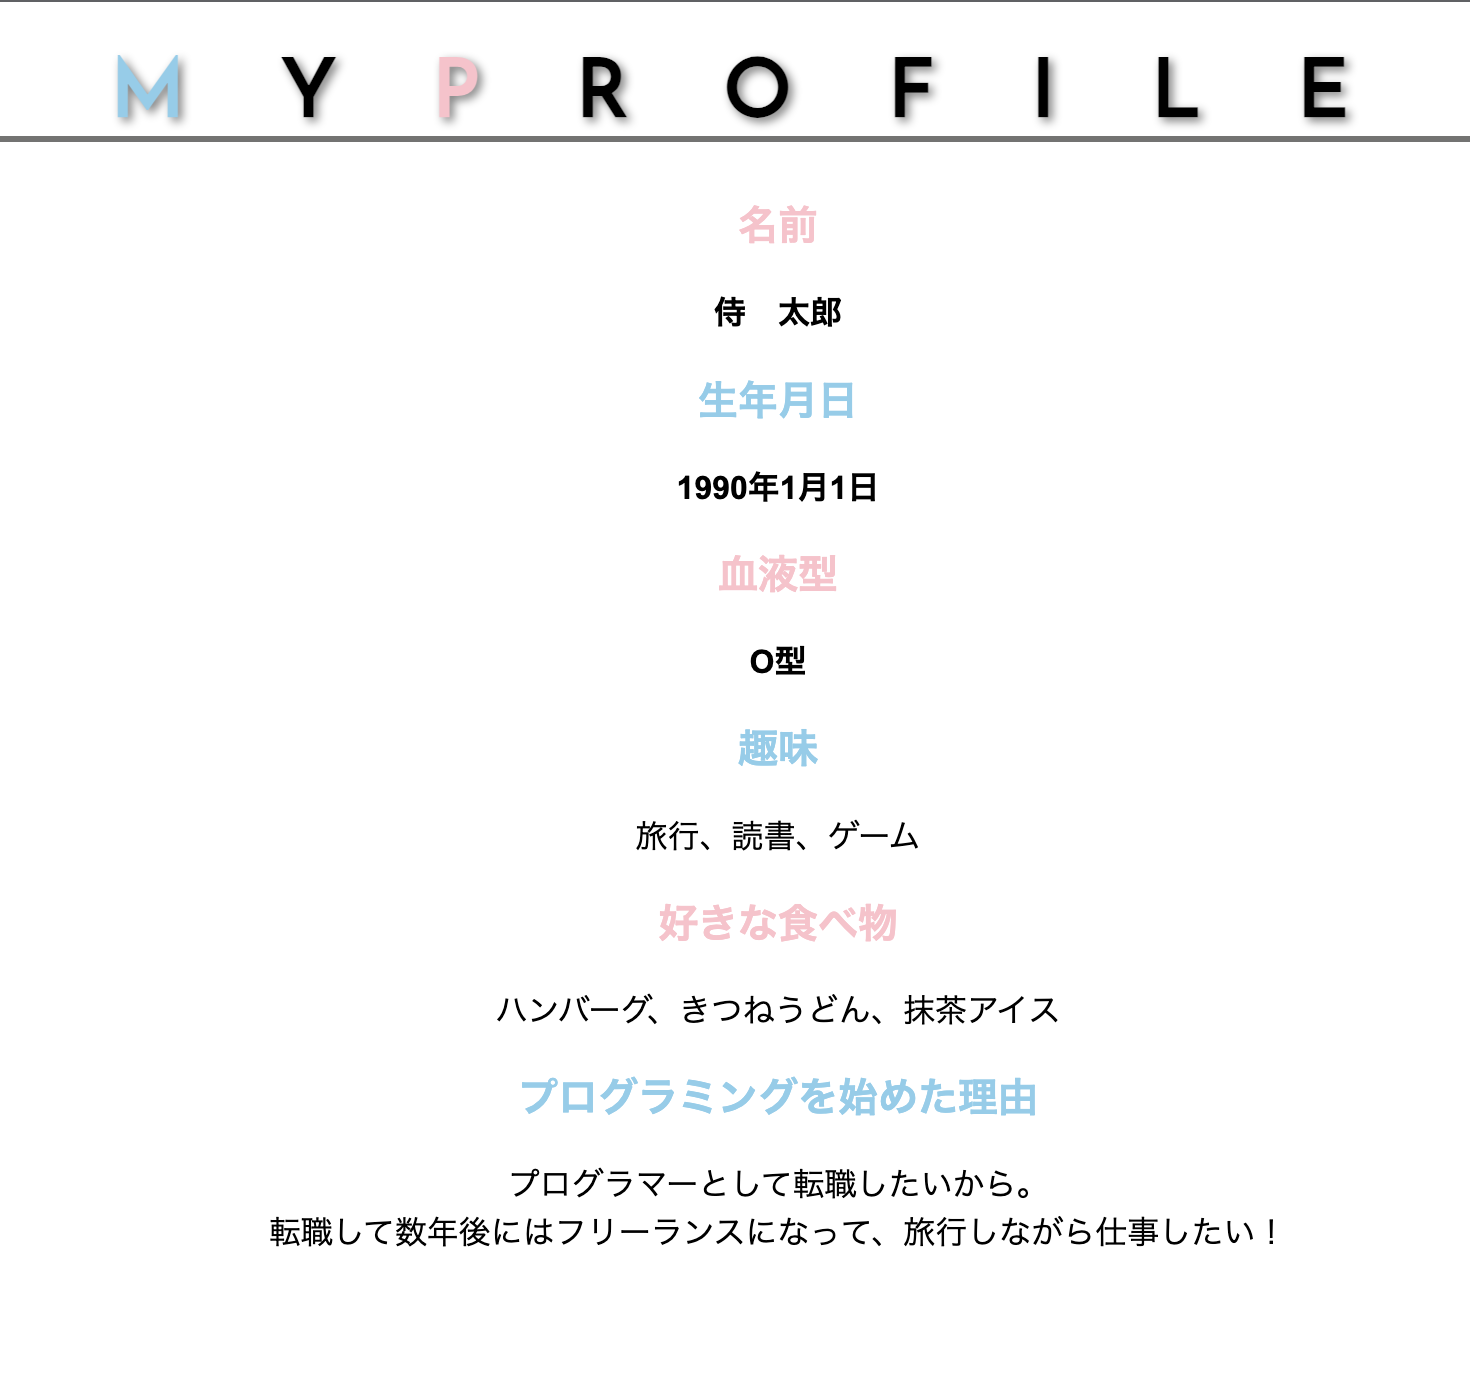 MYPROFILE
名前
侍　太郎
生年月日
1990年1月1日
血液型
O型
趣味
旅行、読書、ゲーム
好きな食べ物
ハンバーグ、きつねうどん、抹茶アイス
プログラミングを始めた理由
プログラマーとして転職したいから。
転職して数年後にはフリーランスになって、旅行しながら仕事したい！